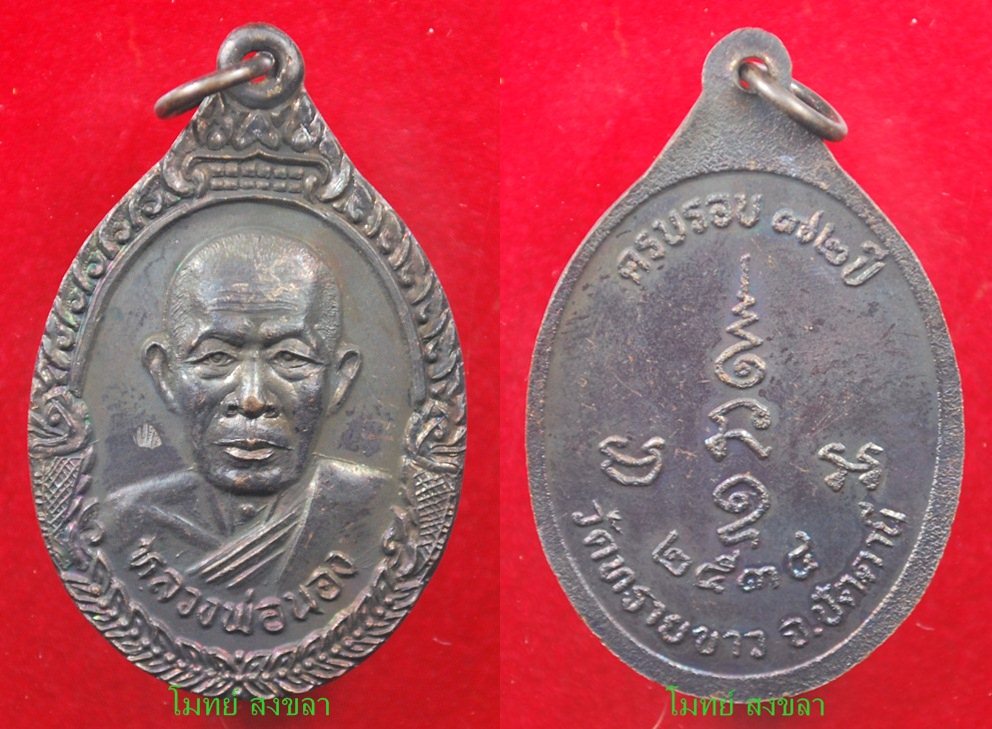 หลวงพ่อนอง
โมทย์ สงขลา
ครบรอบ ๗๒ ปี
๒๕๓๔
วัดทรายขาว จ.ปัตตานี
โมทย์ สงขลา